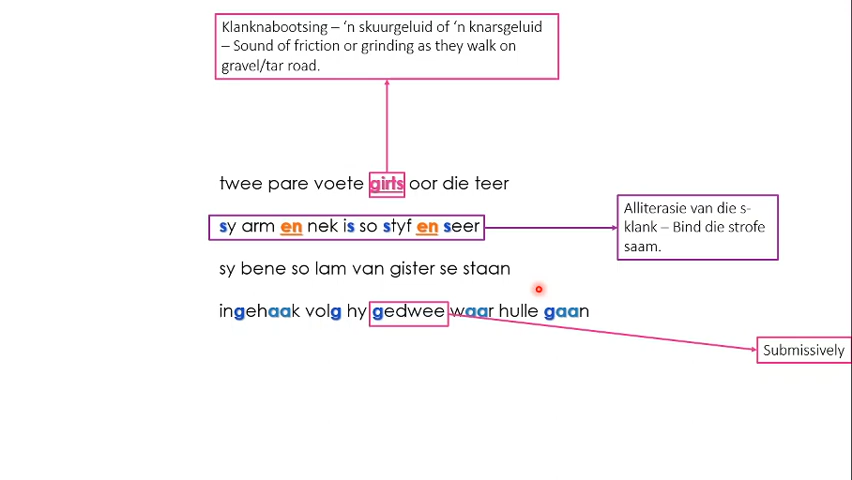 Klanknabootsing – ‘n skuurgeluid of ‘n knarsgeluid
– Sound of friction or grinding as they walk on
gravel/tar road.
twee pare voete girts oor die teer
sy arm en nek is so styf en seer
Alliterasie van die s-
klank – Bind die strofe
saam.
sy bene so lam van gister se staan
ingehaak volg hy gedwee waar hulle gaan
Submissively